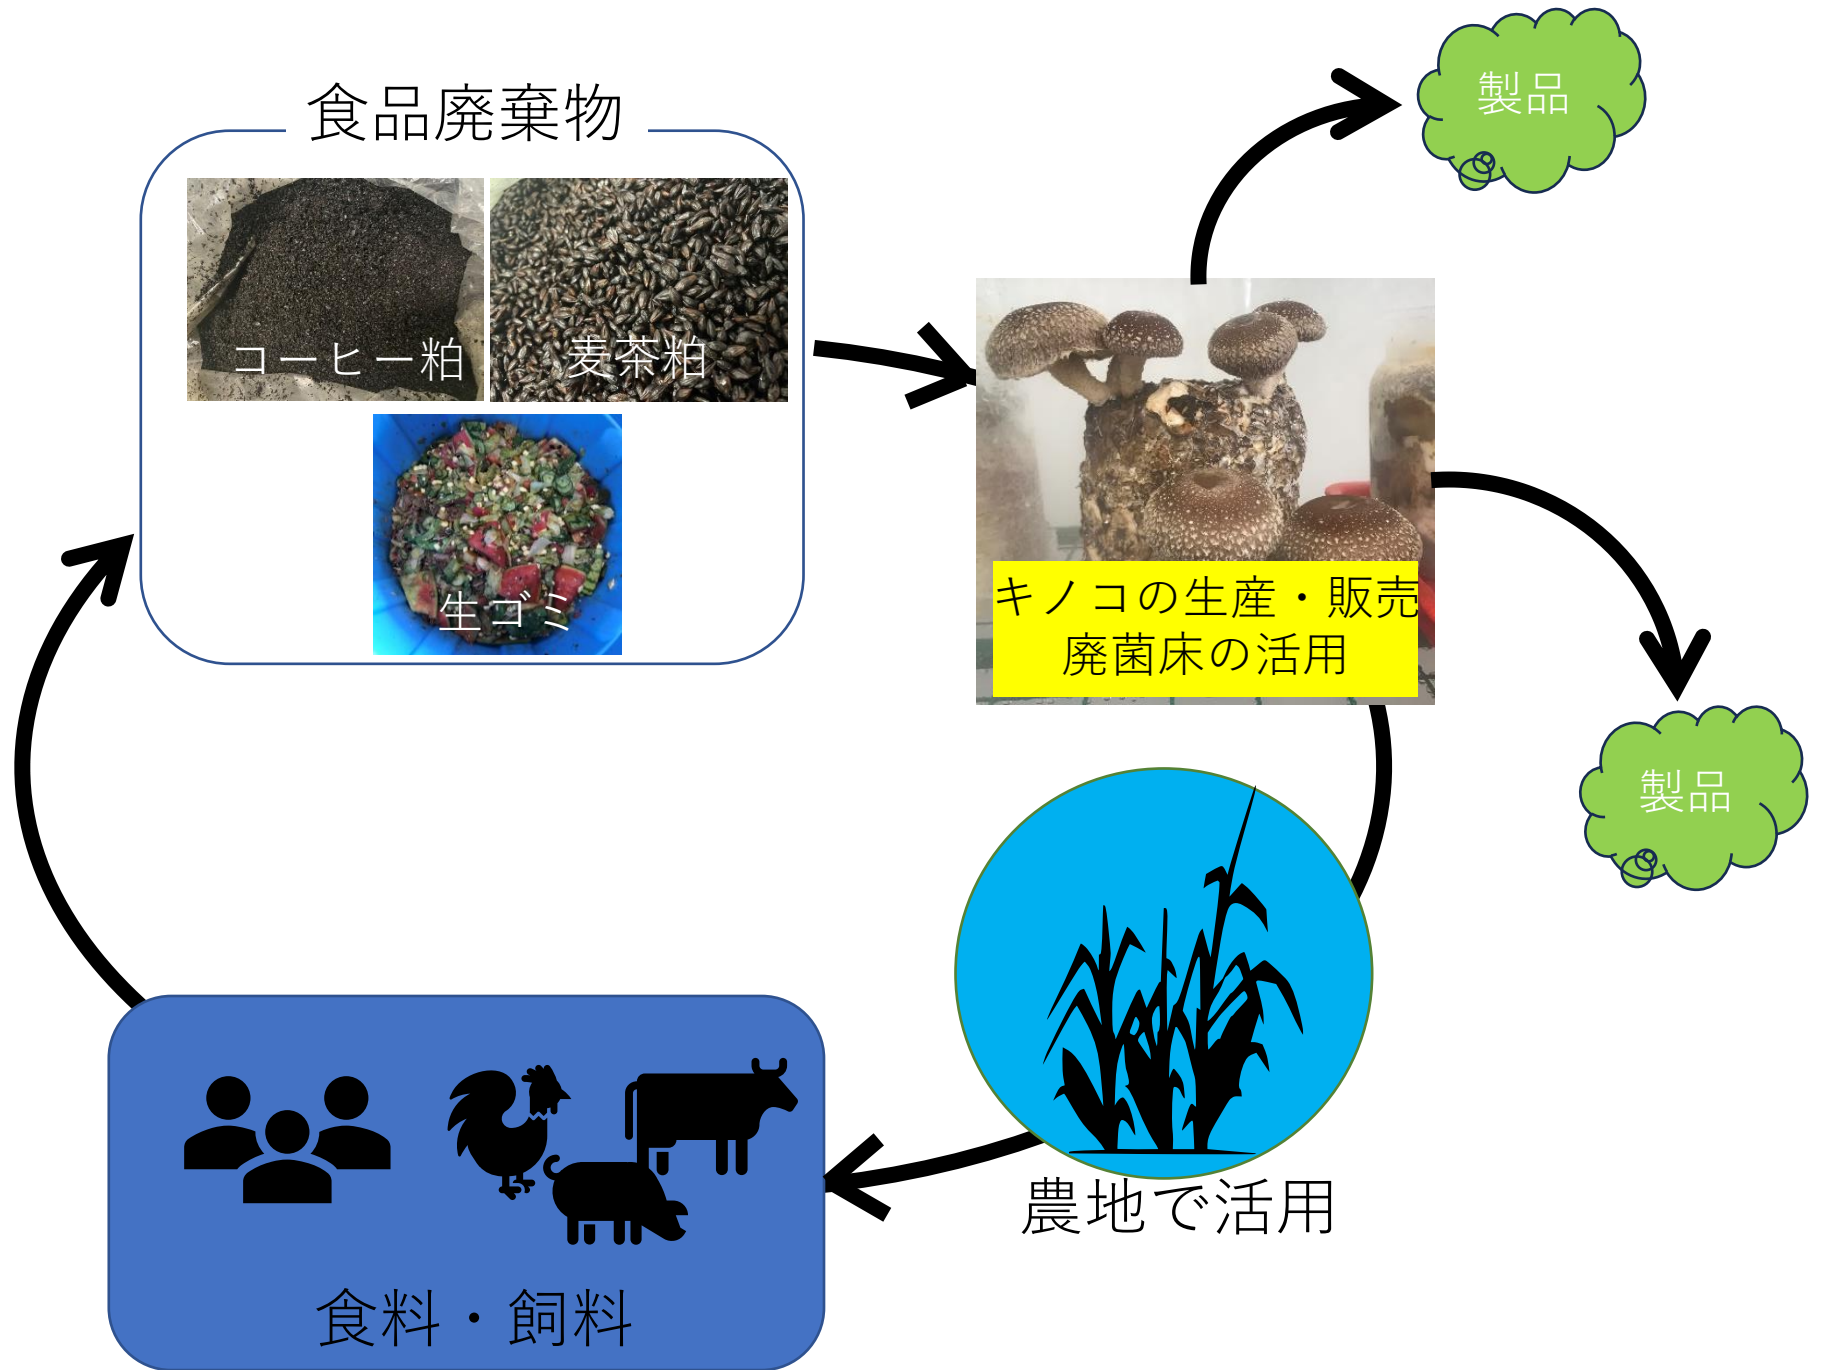 食品廃棄物
コーヒー粕
麦茶粕
生ゴミ
製品
キノコの生産・販売
廃菌床の活用
製品
農地で活用
食料・飼料